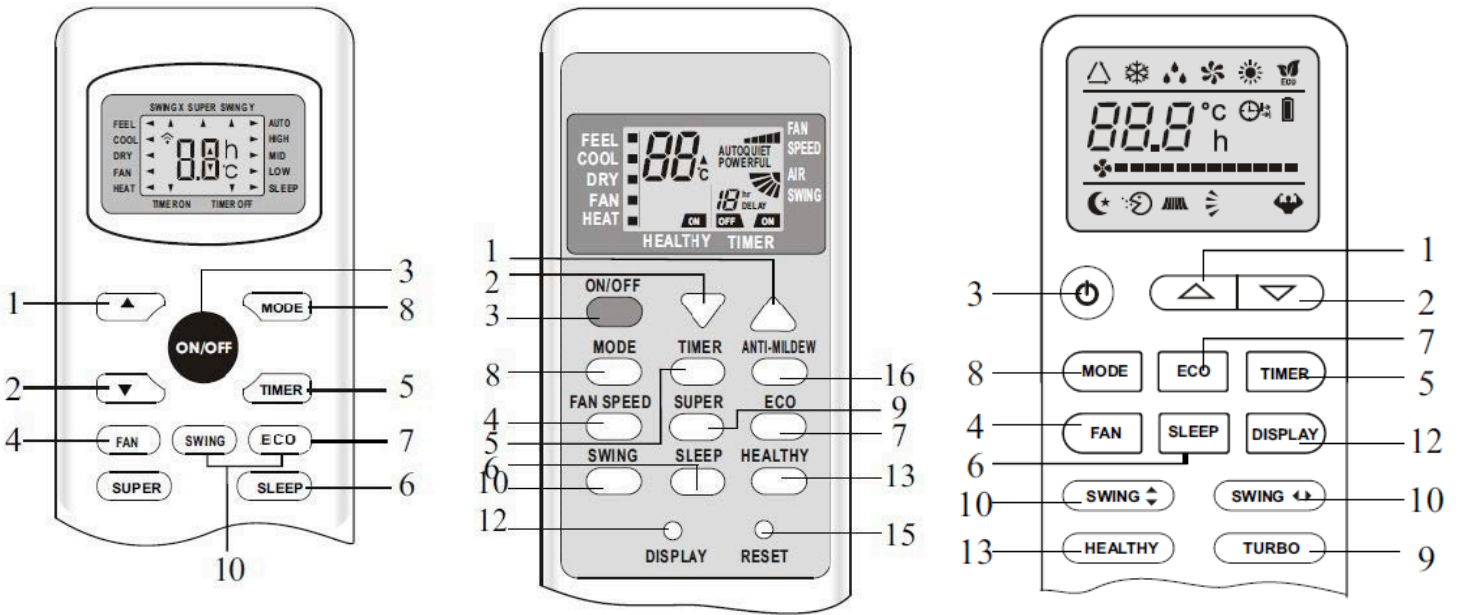 SWING X SUPER SWING Y
FEEL AUTO
COOL HIGH
DRY 8.8 h °C MID
FAN LOW
HEAT SLEEP
TIME RON TIMER OFF
3
1 ▲ MODE 8
ON/OFF
2 ▼ TIMER 5
4 FAN SWING ECO 7
SUPER SLEEP 6
10
FEEL
COOL
DRY
FAN
HEAT
88 °C
AUTO QUIET
POWERFUL
18 hr
DELAY
ON OFF ON
FAN
SPEED
AIR
SWING
HEALTHY TIMER
1
2
ON/OFF
3
MODE TIMER ANTI-MILDEW
8 16
5
FAN SPEED SUPER ECO
4 9
5 7
SWING SLEEP HEALTHY
6
10 13
12 15
DISPLAY RESET
ECO
88.8 °C
h
1
3
2
7
8 MODE ECO TIMER 5
4 FAN SLEEP DISPLAY 12
6
10 SWING SWING 10
13 HEALTHY TURBO 9